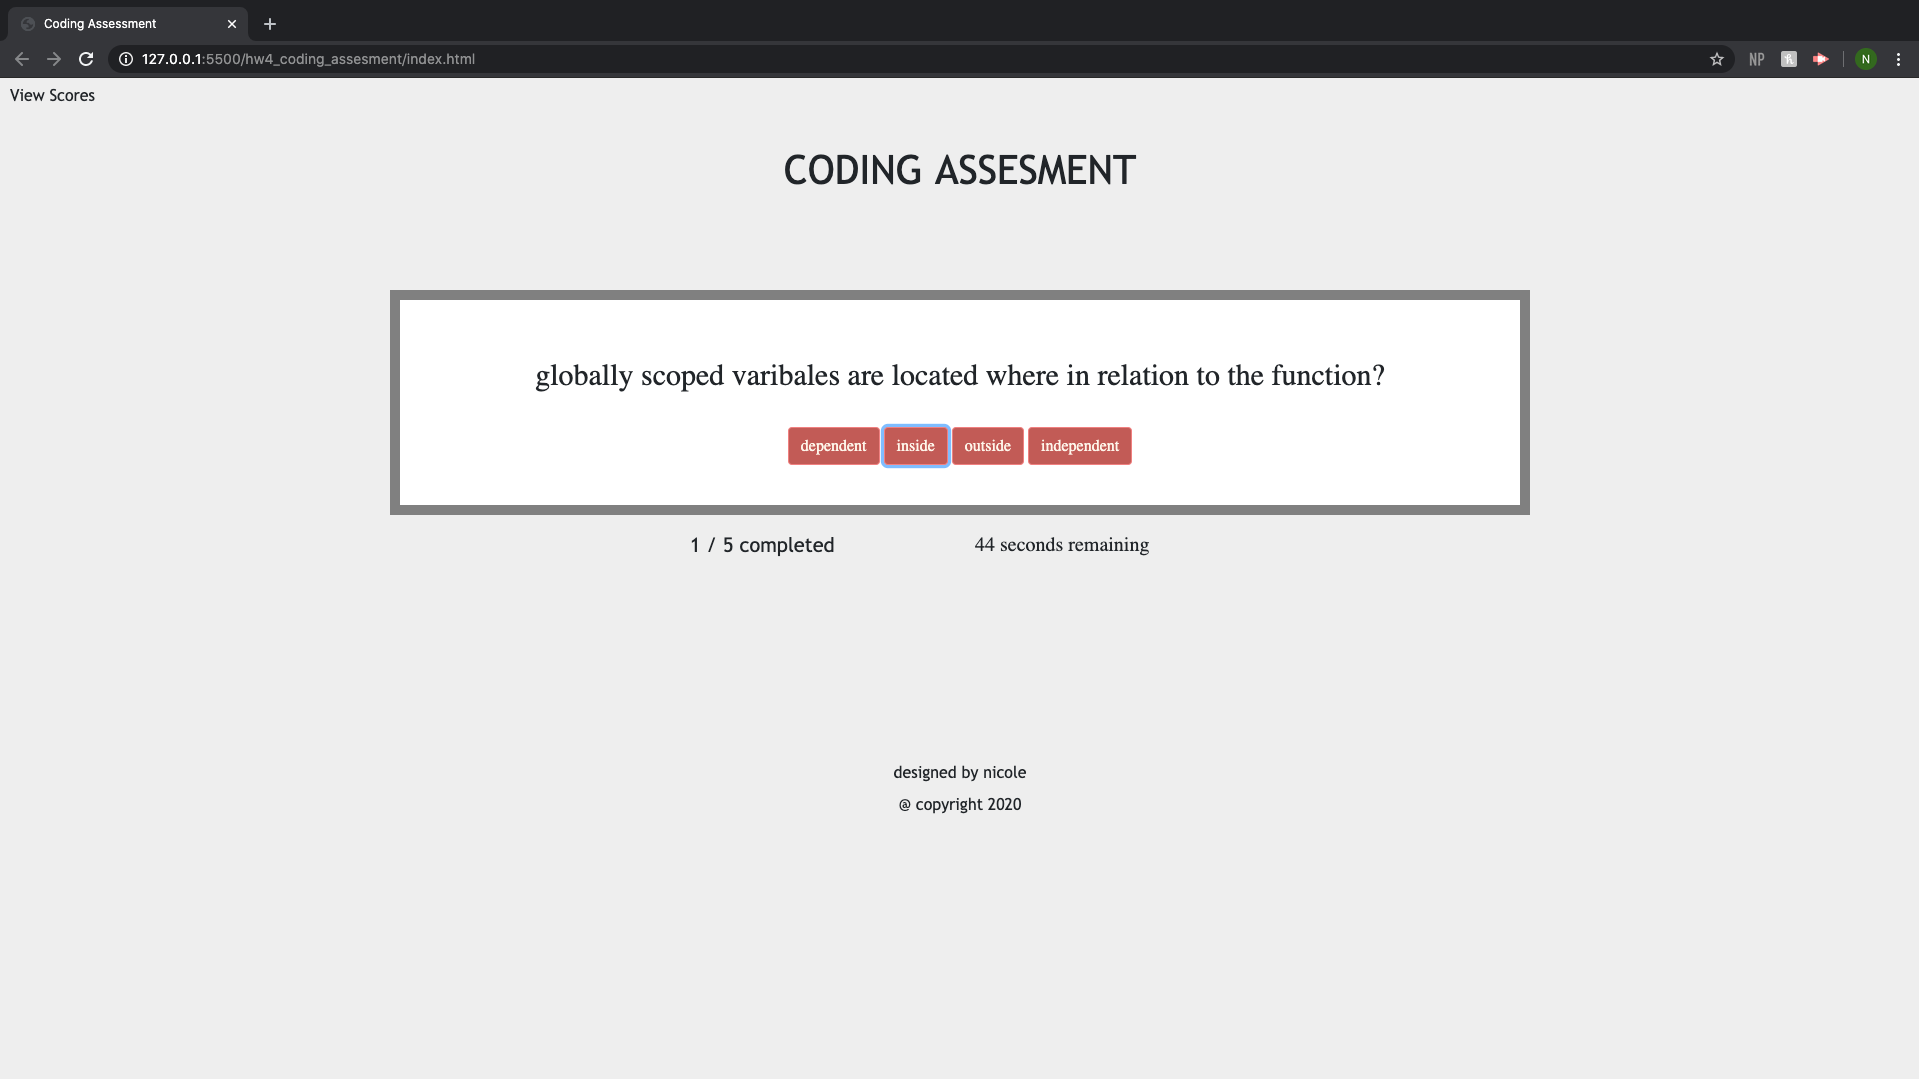 Coding Assessment
127.0.0.1:5500/hw4_coding_assesment/index.html
NP
N
View Scores
CODING ASSESMENT
globally scoped varibales are located where in relation to the function?
dependent inside outside independent
1 / 5 completed 44 seconds remaining
designed by nicole
@ copyright 2020